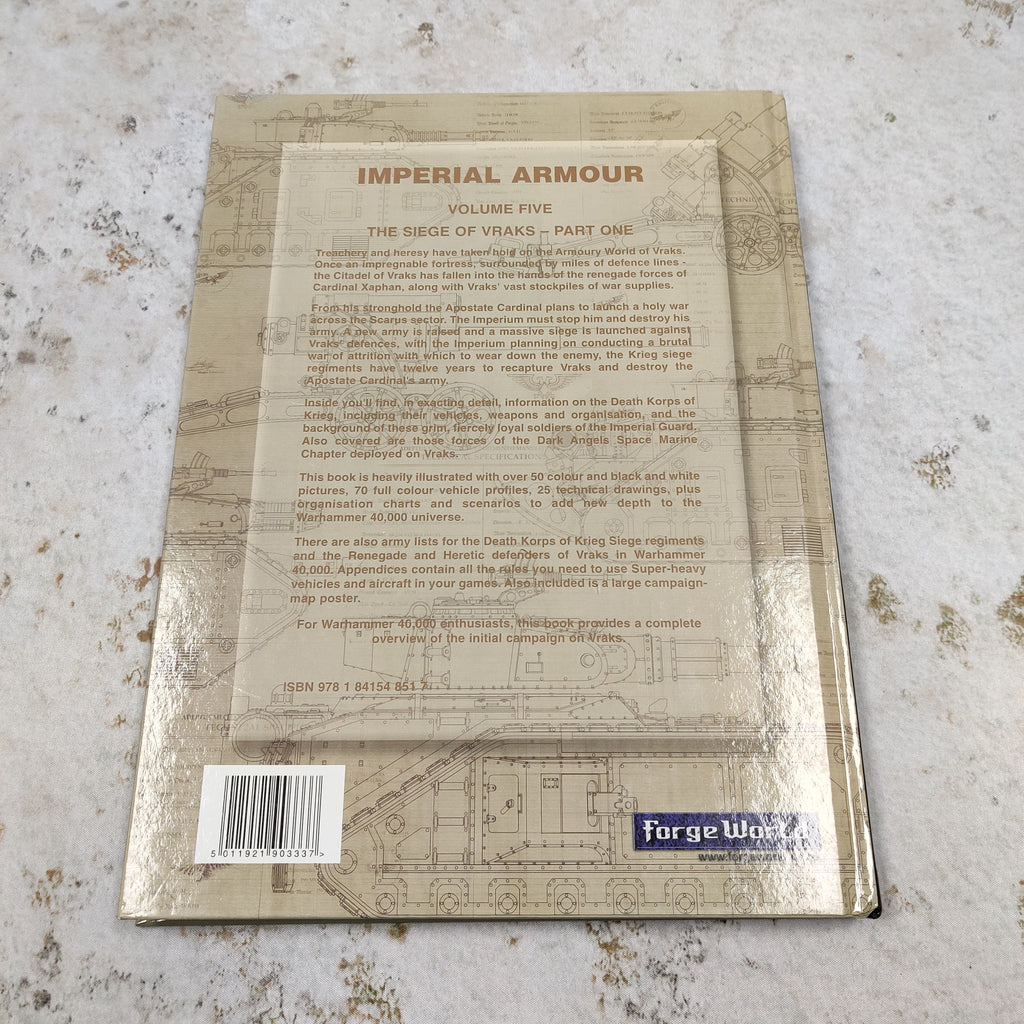 IMPERIAL ARMOUR
VOLUME FIVE
THE SIEGE OF VRAKS – PART ONE
Treachery and heresy have taken hold on the Armoury World of Vraks.
Once an impregnable fortress, surrounded by miles of defence lines -
the Citadel of Vraks has fallen into the hands of the renegade forces of
Cardinal Xaphan, along with Vraks' vast stockpiles of war supplies.
From his stronghold the Apostate Cardinal plans to launch a holy war
across the Scarus sector. The Imperium must stop him and destroy his
army. A new army is raised and a massive siege is launched against
Vraks' defences, with the Imperium planning on conducting a brutal
war of attrition with which to wear down the enemy, the Krieg siege
regiments have twelve years to recapture Vraks and destroy the
Apostate Cardinal's army.
Inside you'll find, in exacting detail, information on the Death Korps of
Krieg, including their vehicles, weapons and organisation, and the
background of these grim, fiercely loyal soldiers of the Imperial Guard.
Also covered are those forces of the Dark Angels Space Marine
Chapter deployed on Vraks.
This book is heavily illustrated with over 50 colour and black and white
pictures, 70 full colour vehicle profiles, 25 technical drawings, plus
organisation charts and scenarios to add new depth to the
Warhammer 40,000 universe.
There are also army lists for the Death Korps of Krieg Siege regiments
and the Renegade and Heretic defenders of Vraks in Warhammer
40,000. Appendices contain all the rules you need to use Super-heavy
vehicles and aircraft in your games. Also included is a large campaign-
map poster.
For Warhammer 40,000 enthusiasts, this book provides a complete
overview of the initial campaign on Vraks.
ISBN 978 1 84154 851 7
5 011921 903337 >
Forge World